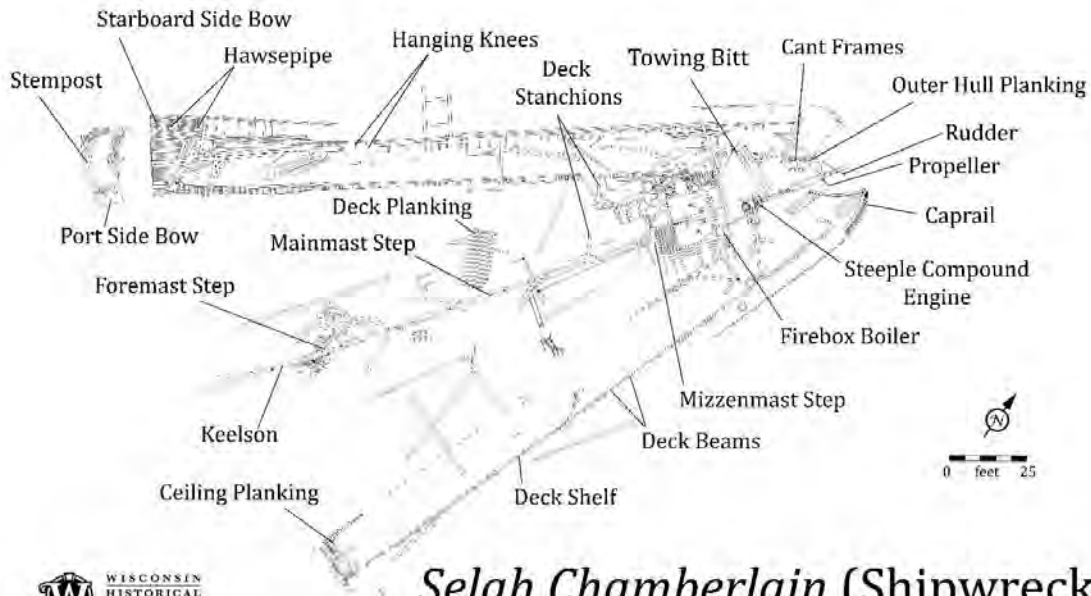 Starboard Side Bow
Hawsepipe
Hanging Knees
Deck
Stanchions
Towing Bitt
Cant Frames
Outer Hull Planking
Stempost
Rudder
Propeller
Caprail
Port Side Bow
Deck Planking
Mainmast Step
Foremast Step
Steeple Compound
Engine
Firebox Boiler
Mizzenmast Step
Keelson
Deck Beams
N
0 feet 25
Ceiling Planking
Deck Shelf
WISCONSIN
HISTORICAL
Selah Chamberlain (Shipwreck